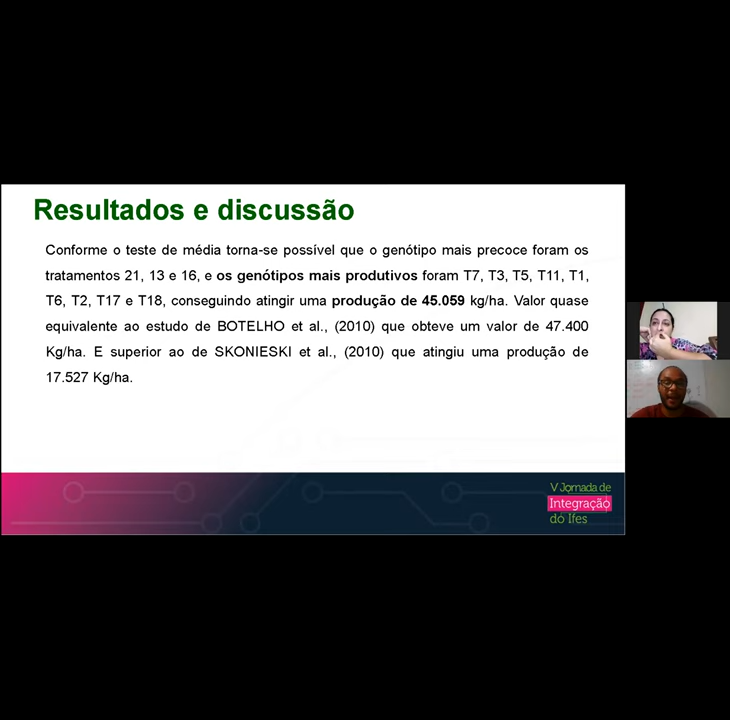 Resultados e discussão
Conforme o teste de média torna-se possível que o genótipo mais precoce foram os
tratamentos 21, 13 e 16, e os genótipos mais produtivos foram T7, T3, T5, T11, T1,
T6, T2, T17 e T18, conseguindo atingir uma produção de 45.059 kg/ha. Valor quase
equivalente ao estudo de BOTELHO et al., (2010) que obteve um valor de 47.400
Kg/ha. E superior ao de SKONIESKI et al., (2010) que atingiu uma produção de
17.527 Kg/ha.
V Jornada de
Integração
do Ifes